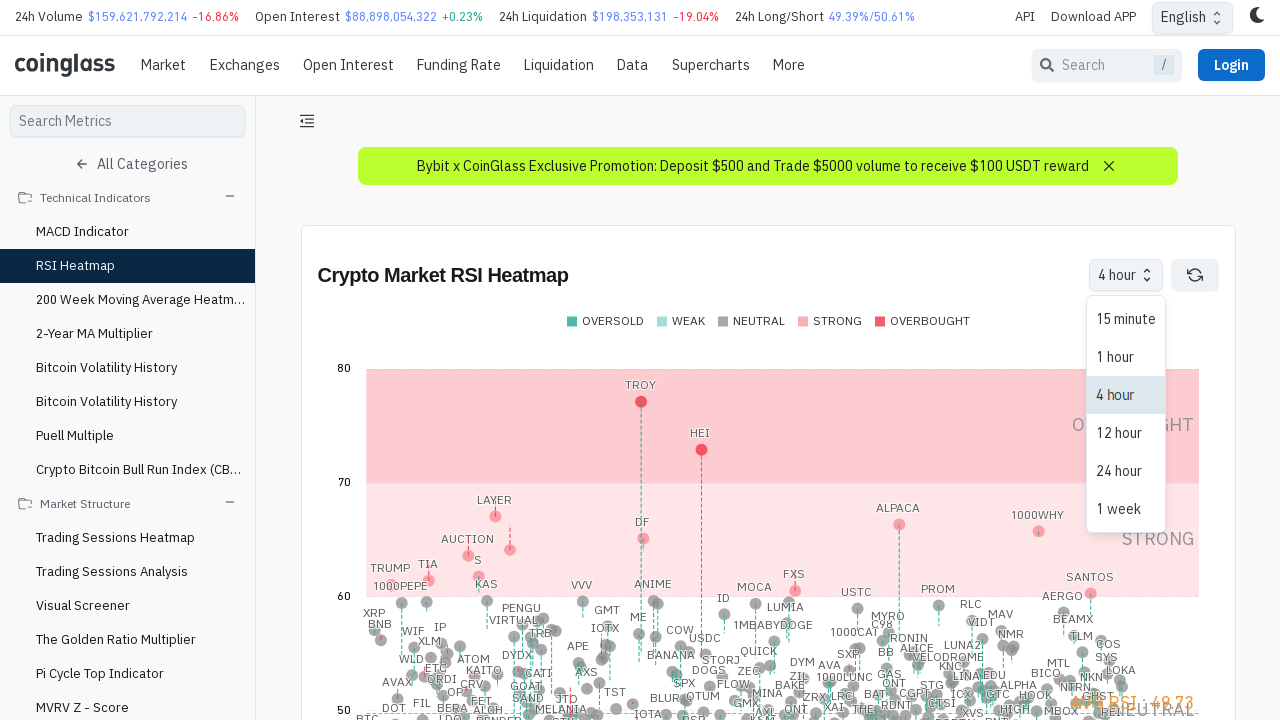 24h Volume $159,621,792,214 -16.86% Open Interest $88,898,054,322 +0.23% 24h Liquidation $198,353,131 -19.04% 24h Long/Short 49.39%/50.61% API Download APP English
coinglass Market Exchanges Open Interest Funding Rate Liquidation Data Supercharts More Search / Login
Search Metrics
All Categories
Technical Indicators
MACD Indicator
RSI Heatmap
200 Week Moving Average Heatm...
2-Year MA Multiplier
Bitcoin Volatility History
Bitcoin Volatility History
Puell Multiple
Crypto Bitcoin Bull Run Index (CB...
Market Structure
Trading Sessions Heatmap
Trading Sessions Analysis
Visual Screener
The Golden Ratio Multiplier
Pi Cycle Top Indicator
MVRV Z - Score
Bybit x CoinGlass Exclusive Promotion: Deposit $500 and Trade $5000 volume to receive $100 USDT reward
Crypto Market RSI Heatmap 4 hour
15 minute
1 hour
4 hour
12 hour
24 hour
1 week
OVERSOLD WEAK NEUTRAL STRONG OVERBOUGHT
80
TROY
HEI
70
LAYER
ALPACA
DF
1000WHY
AUCTION
STRONG
S
TIA
TRUMP
FXS
SANTOS
1000PEPE
KAS
VVV
ANIME
MOCA
PROM
USTC
60
ID
AERGO
PENGU
LUMIA
RLC
XRP
GMT
ME
MYRO
MAV
BNB
VIRTUAL
1MBABYDOGE
C98
VIDT
BEAMX
WIF
IP
TRB
IOTX
COW
1000CAT
NMR
TLM
XLM
APE
USDC
RONIN
COS
WLD
ATOM
DYDX
BANANA
STORJ
QUICK
SXP
BB
ALICE
LUNA2
VELODROME
SYS
ETC
KAITO
CATI
AXS
DOGS
ZEC
DYM
AVA
KNC
MTL
LOKA
AVAX
ORDI
CRV
GOAT
SPX
FLOW
BAKE
ZIL
1000LUNC
GAS
STG
LINA
EDU
BICO
NKN
DOT
FIL
OP
FET
SAND
JTO
TST
BLUR
QTUM
MINA
ZRX
LRC
BAT
QNT
CGPT
ICX
GTC
ALPHA
HOOK
NTRN
BERA
ALGH
MELANIA
IOTA
GMX
XAI
CTSI
XVS
HIGH
MBOX
AVG RSI: 49.73
NEUTRAL
50